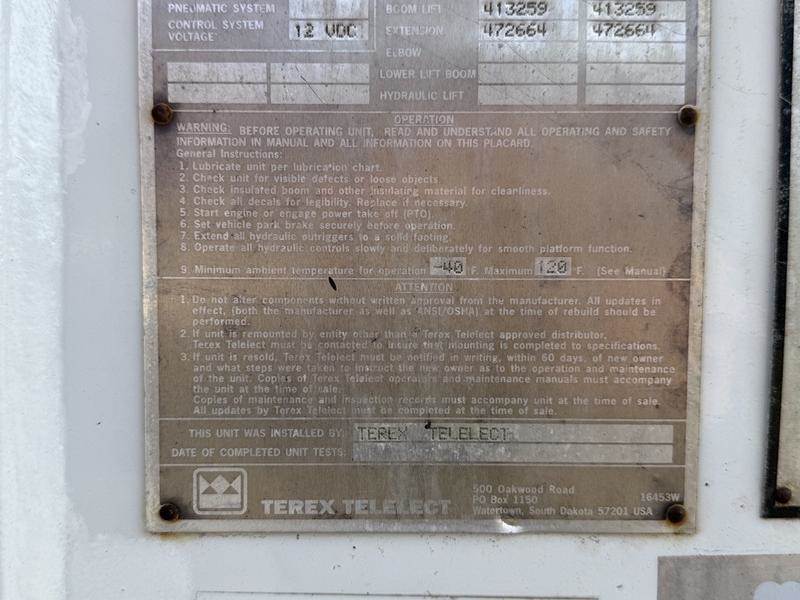 PNEUMATIC SYSTEM BOOM LIFT 413259 413259
CONTROL SYSTEM VOLTAGE 12 VDC EXTENSION 472664 472664
ELBOW
LOWER LIFT BOOM
HYDRAULIC LIFT
OPERATION
WARNING: BEFORE OPERATING UNIT, READ AND UNDERSTAND ALL OPERATING AND SAFETY
INFORMATION IN MANUAL AND ALL INFORMATION ON THIS PLACARD.
General Instructions:
1. Lubricate unit per lubrication chart.
2. Check unit for visible defects or loose objects.
3. Check insulated boom and other insulating material for cleanliness.
4. Check all decals for legibility. Replace if necessary.
5. Start engine or engage power take off (PTO).
6. Set vehicle park brake securely before operation.
7. Extend all hydraulic outriggers to a solid footing.
8. Operate all hydraulic controls slowly and deliberately for smooth platform function.
9. Minimum ambient temperature for operation -40 F. Maximum 120 F. (See Manual)
ATTENTION
1. Do not alter components without written approval from the manufacturer. All updates in
effect, (both the manufacturer as well as ANSI/OSHA) at the time of rebuild should be
performed.
2. If unit is remounted by entity other than a Terex Telelect approved distributor.
Terex Telelect must be contacted to insure that mounting is completed to specifications.
3. If unit is resold, Terex Telelect must be notified in writing, within 60 days, of new owner
and what steps were taken to instruct the new owner as to the operation and maintenance
of the unit. Copies of Terex Telelect operators and maintenance manuals must accompany
the unit at the time of sale.
Copies of maintenance and inspection records must accompany unit at the time of sale.
All updates by Terex Telelect must be completed at time of sale.
THIS UNIT WAS INSTALLED BY: TEREX TELELECT
DATE OF COMPLETED UNIT TESTS:
TEREX TELELECT
500 Oakwood Road
PO Box 1150
Watertown, South Dakota 57201 USA
16453W